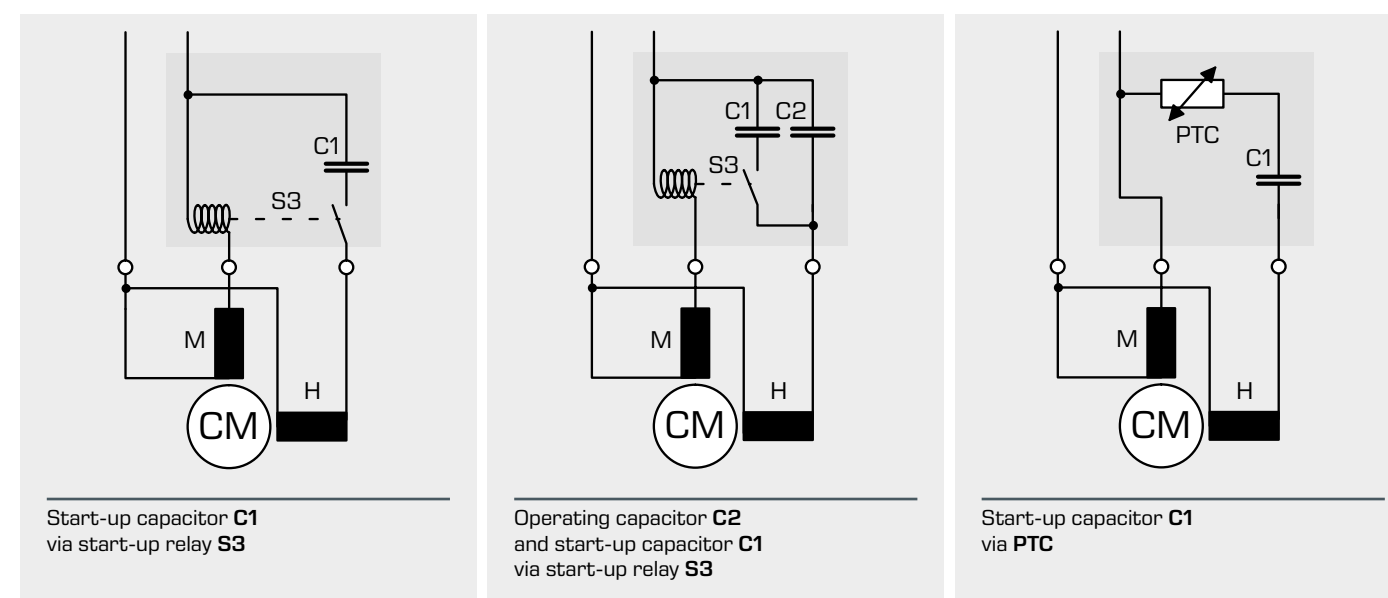 C1
S3
M
H
CM
Start-up capacitor C1
via start-up relay S3
C1 C2
S3
M
H
CM
Operating capacitor C2
and start-up capacitor C1
via start-up relay S3
PTC
C1
M
H
CM
Start-up capacitor C1
via PTC